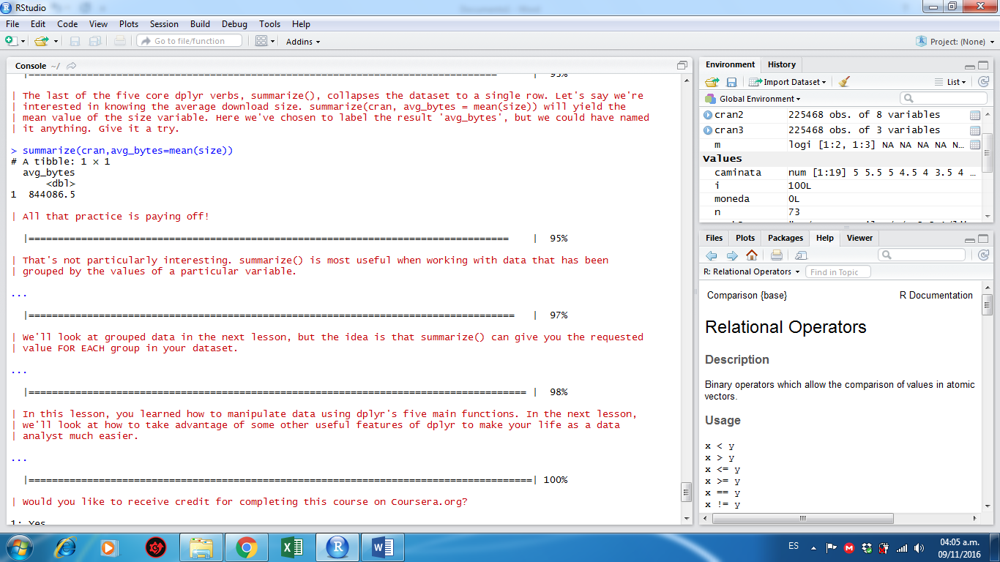 RStudio
File Edit Code View Plots Session Build Debug Tools Help
Go to file/function Addins Project: (None)
Console ~/
|================================================================================ | 93%
| The last of the five core dplyr verbs, summarize(), collapses the dataset to a single row. Let's say we're
| interested in knowing the average download size. summarize(cran, avg_bytes = mean(size)) will yield the
| mean value of the size variable. Here we've chosen to label the result 'avg_bytes', but we could have named
| it anything. Give it a try.
> summarize(cran,avg_bytes=mean(size))
# A tibble: 1 × 1
avg_bytes
<dbl>
1 844086.5
| All that practice is paying off!
|================================================================================== | 95%
| That's not particularly interesting. summarize() is most useful when working with data that has been
| grouped by the values of a particular variable.
...
|=================================================================================== | 97%
| We'll look at grouped data in the next lesson, but the idea is that summarize() can give you the requested
| value FOR EACH group in your dataset.
...
|===================================================================================== | 98%
| In this lesson, you learned how to manipulate data using dplyr's five main functions. In the next lesson,
| we'll look at how to take advantage of some other useful features of dplyr to make your life as a data
| analyst much easier.
...
|======================================================================================| 100%
| Would you like to receive credit for completing this course on Coursera.org?
1: Yes
Environment History
Import Dataset List
Global Environment
cran2 225468 obs. of 8 variables
cran3 225468 obs. of 3 variables
m logi [1:2, 1:3] NA NA NA NA N...
Values
caminata num [1:19] 5 5.5 5 4.5 4 3.5 4 ...
i 100L
moneda 0L
n 73
Files Plots Packages Help Viewer
R: Relational Operators Find in Topic
Comparison {base} R Documentation
Relational Operators
Description
Binary operators which allow the comparison of values in atomic
vectors.
Usage
x < y
x > y
x <= y
x >= y
x == y
x != y
ES 04:05 a.m.
09/11/2016